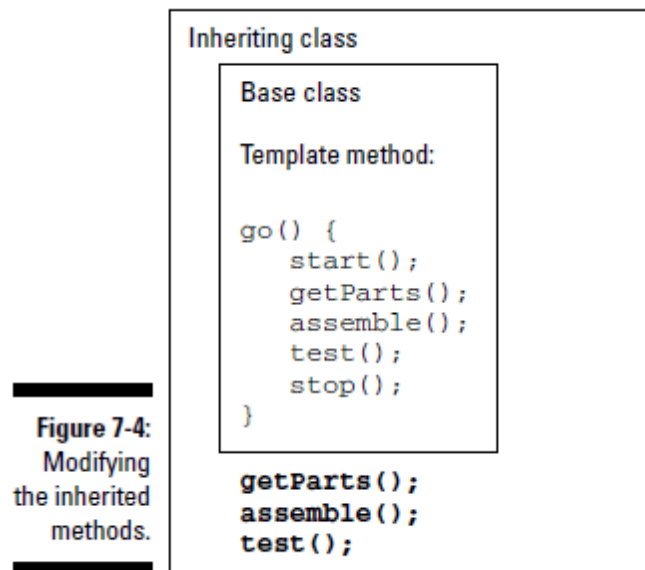 Inheriting class
Base class
Template method:
go() {
start();
getParts();
assemble();
test();
stop();
}
getParts();
assemble();
test();
Figure 7-4:
Modifying
the inherited
methods.